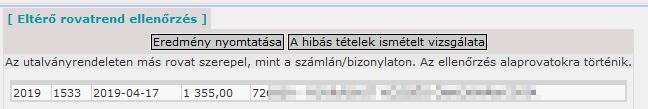 [ Eltérő rovatrend ellenőrzés ]
Eredmény nyomtatása A hibás tételek ismételt vizsgálata
Az utalványrendeleten más rovat szerepel, mint a számlán/bizonylaton. Az ellenőrzés alaprovatokra történik.
2019 1533 2019-04-17 1 355,00